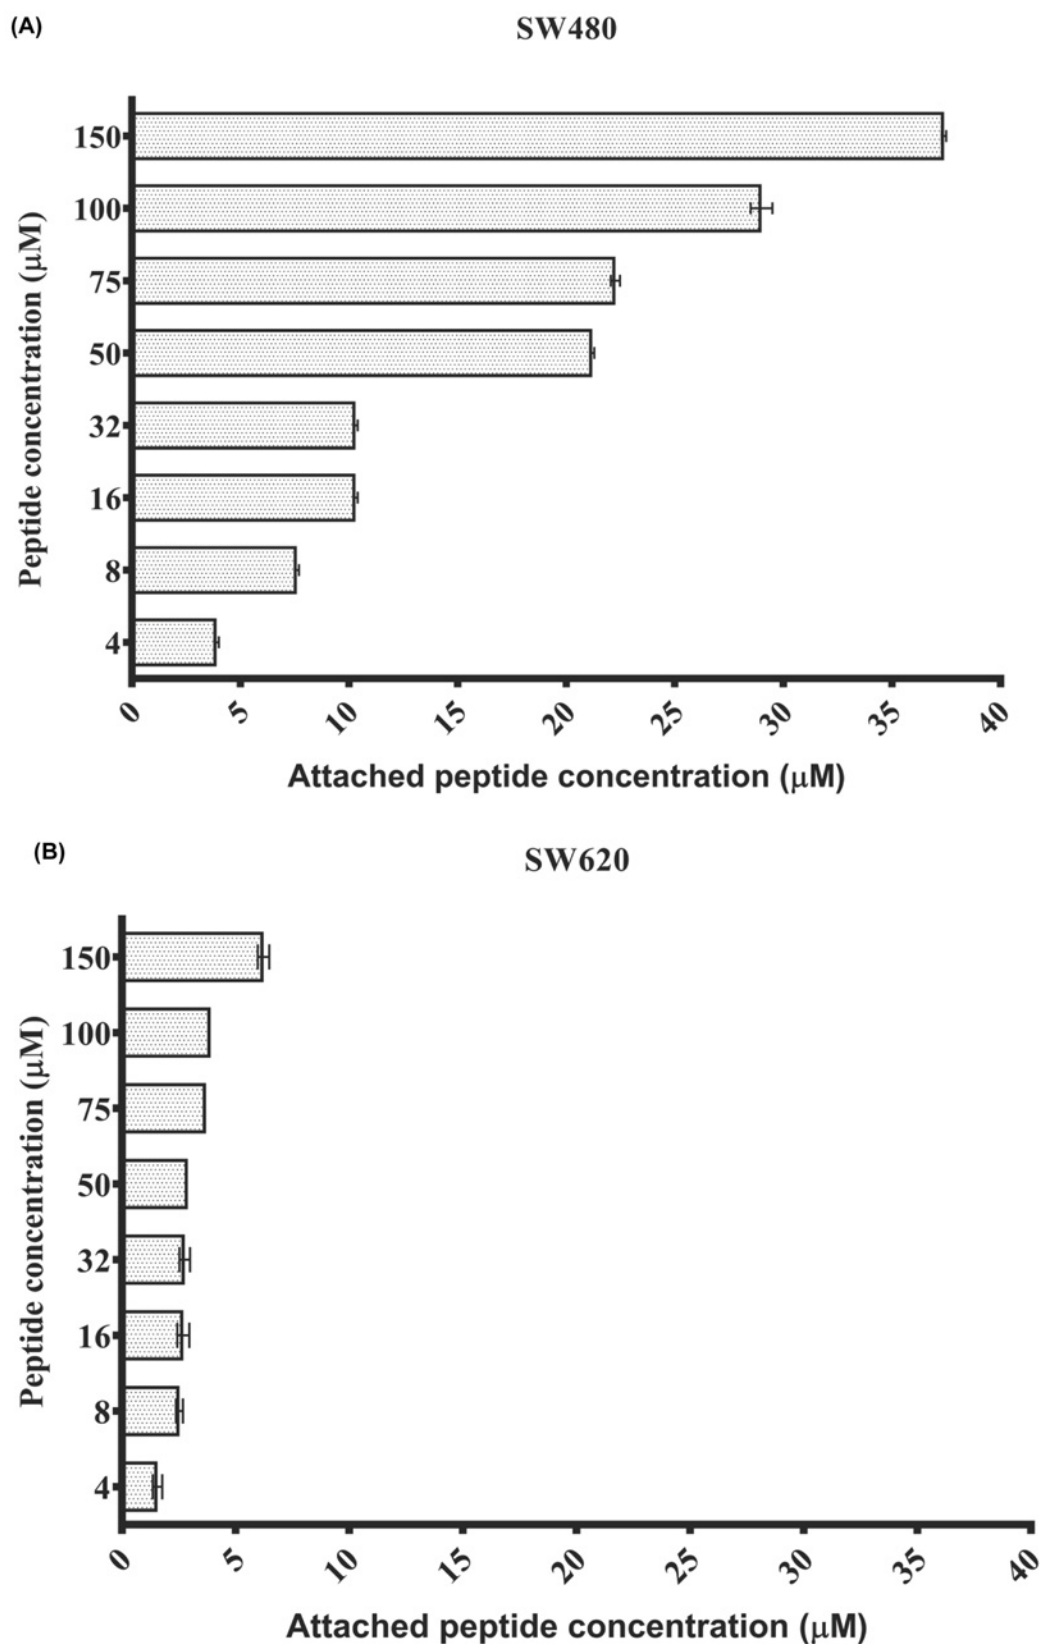 (A)
SW480
Peptide concentration (μM)
150
100
75
50
32
16
8
4
0 5 10 15 20 25 30 35 40
Attached peptide concentration (μM)
(B)
SW620
Peptide concentration (μM)
150
100
75
50
32
16
8
4
0 5 10 15 20 25 30 35 40
Attached peptide concentration (μM)